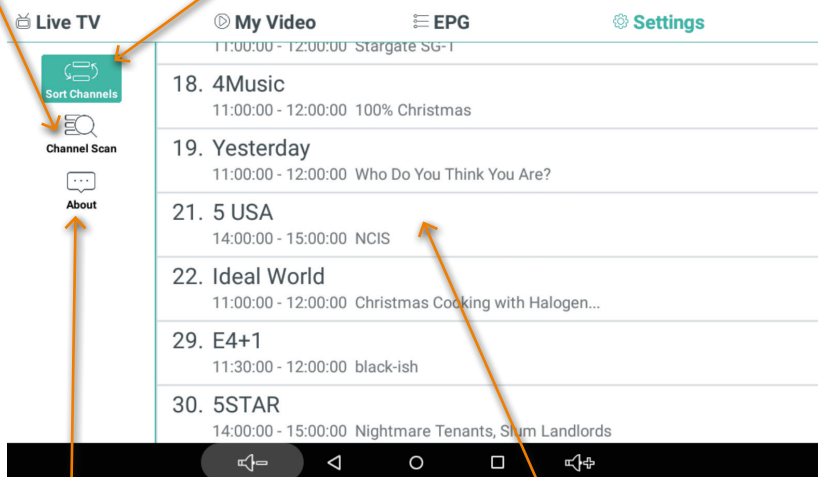 Live TV
My Video
EPG
Settings
11:00:00 - 12:00:00 Stargate SG-1
Sort Channels
18. 4Music
11:00:00 - 12:00:00 100% Christmas
Channel Scan
19. Yesterday
11:00:00 - 12:00:00 Who Do You Think You Are?
About
21. 5 USA
14:00:00 - 15:00:00 NCIS
22. Ideal World
11:00:00 - 12:00:00 Christmas Cooking with Halogen...
29. E4+1
11:30:00 - 12:00:00 black-ish
30. 5STAR
14:00:00 - 15:00:00 Nightmare Tenants, Slum Landlords